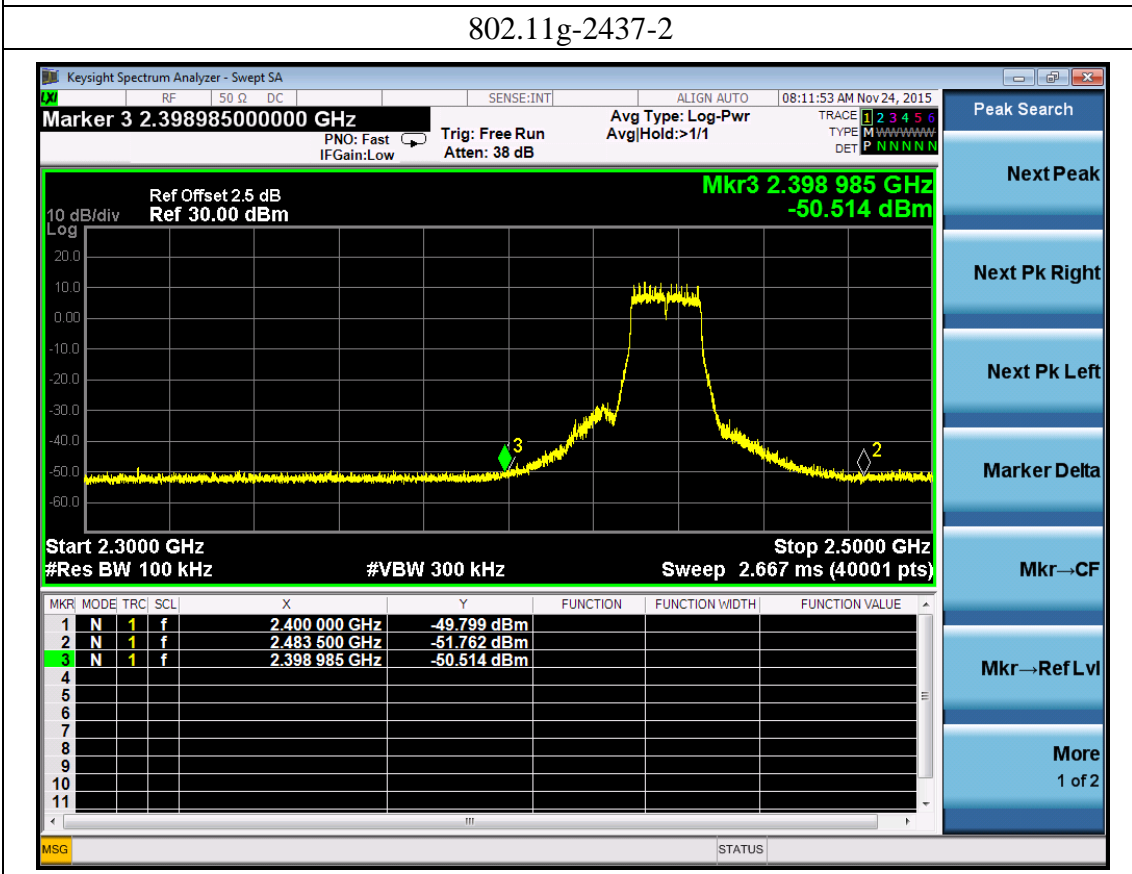 802.11g-2437-2
Keysight Spectrum Analyzer - Swept SA
LXI RF 50 Ω DC SENSE:INT ALIGN AUTO 08:11:53 AM Nov 24, 2015
Marker 3 2.398985000000 GHz
PNO: Fast
IFGain:Low
Trig: Free Run
Atten: 38 dB
Avg Type: Log-Pwr
Avg|Hold:>1/1
TRACE 1 2 3 4 5 6
TYPE M W W W W W
DET P N N N N N
Ref Offset 2.5 dB
Ref 30.00 dBm
10 dB/div
Log
Mkr3 2.398 985 GHz
-50.514 dBm
20.0
10.0
0.00
-10.0
-20.0
-30.0
-40.0
-50.0
-60.0
3
2
Start 2.3000 GHz Stop 2.5000 GHz
#Res BW 100 kHz #VBW 300 kHz Sweep 2.667 ms (40001 pts)
MKR MODE TRC SCL X Y FUNCTION FUNCTION WIDTH FUNCTION VALUE
1 N 1 f 2.400 000 GHz -49.799 dBm
2 N 1 f 2.483 500 GHz -51.762 dBm
3 N 1 f 2.398 985 GHz -50.514 dBm
4
5
6
7
8
9
10
11
MSG STATUS
Peak Search
Next Peak
Next Pk Right
Next Pk Left
Marker Delta
Mkr→CF
Mkr→Ref Lvl
More
1 of 2